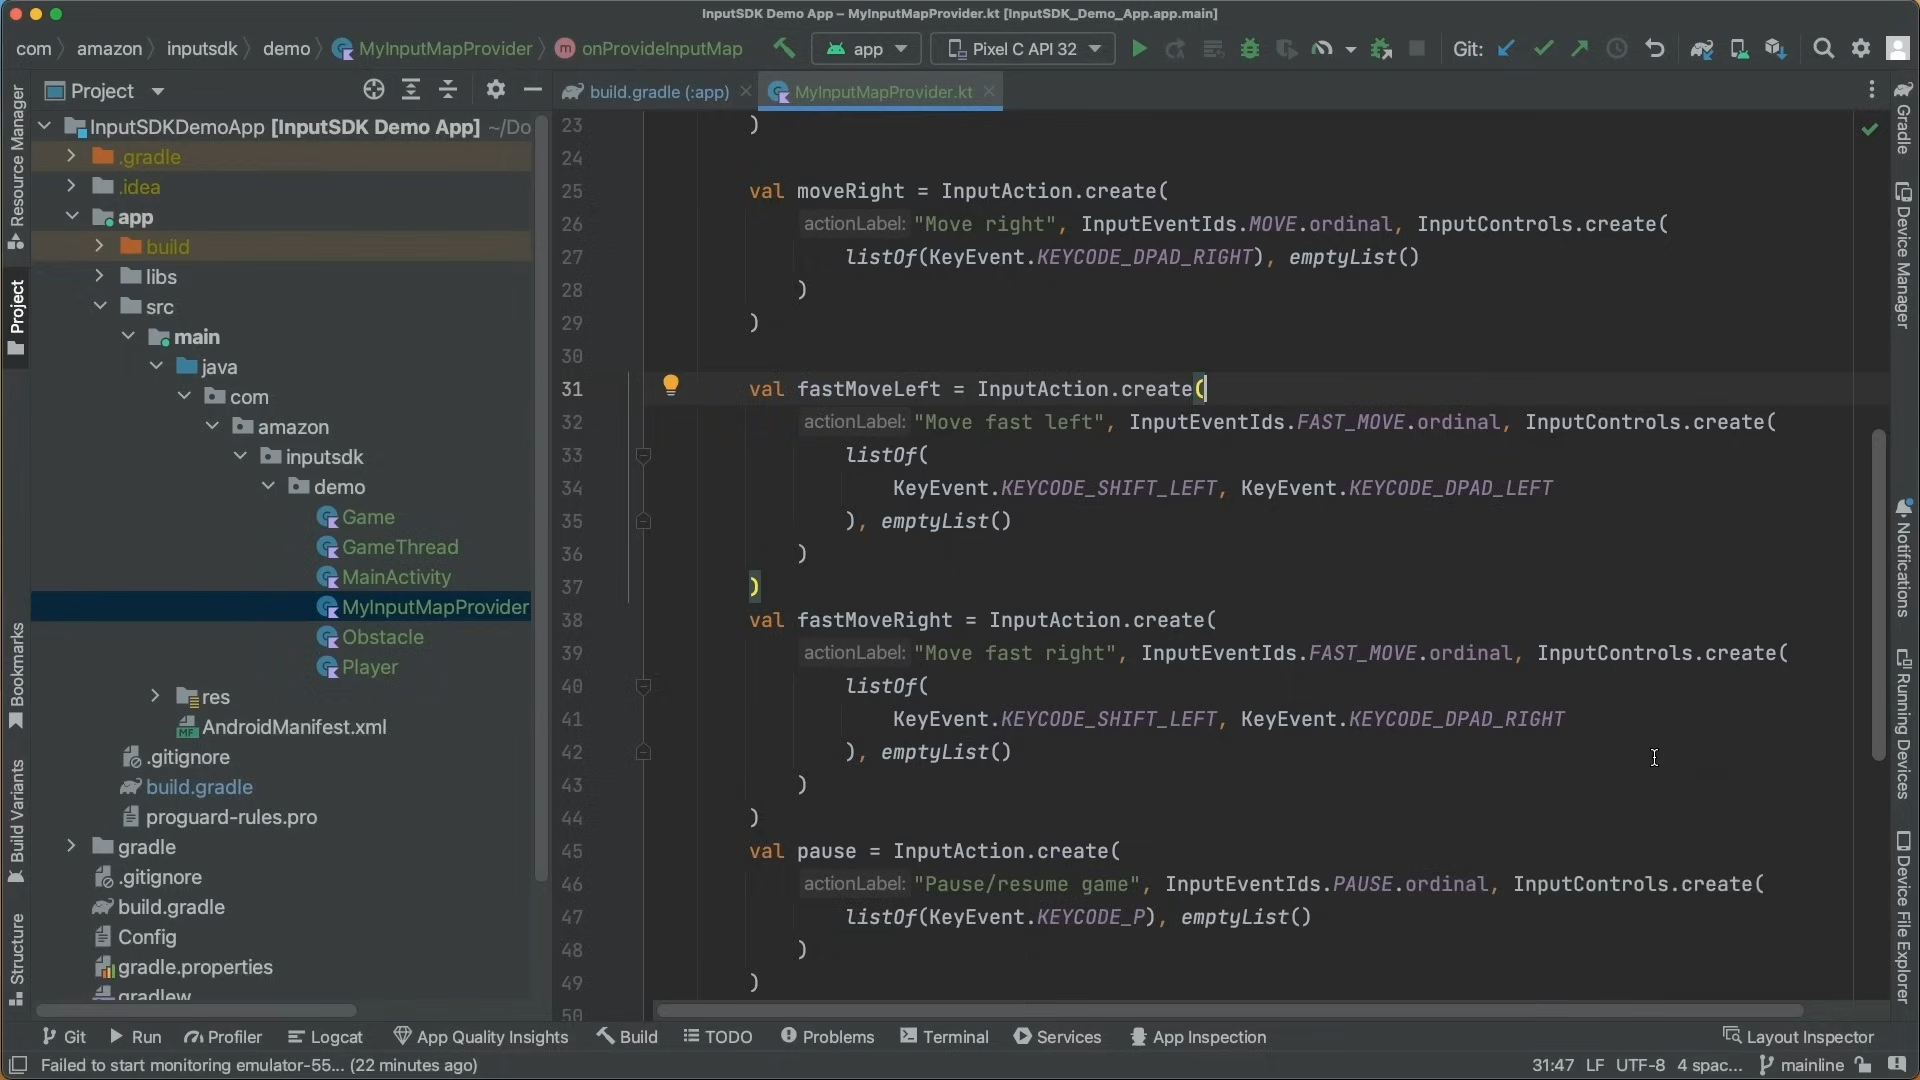 InputSDK Demo App – MyInputMapProvider.kt [InputSDK_Demo_App.app.main]
com amazon inputsdk demo MyInputMapProvider onProvideInputMap app Pixel C API 32 Git:
Project
build.gradle (:app) MyInputMapProvider.kt
InputSDKDemoApp [InputSDK Demo App] ~/Do
.gradle
.idea
app
build
libs
src
main
java
com
amazon
inputsdk
demo
Game
GameThread
MainActivity
MyInputMapProvider
Obstacle
Player
res
AndroidManifest.xml
.gitignore
build.gradle
proguard-rules.pro
gradle
.gitignore
build.gradle
Config
gradle.properties
gradlew
23 )
24
25 val moveRight = InputAction.create(
26 actionLabel: "Move right", InputEventIds.MOVE.ordinal, InputControls.create(
27 listOf(KeyEvent.KEYCODE_DPAD_RIGHT), emptyList()
28 )
29 )
30
31 val fastMoveLeft = InputAction.create(
32 actionLabel: "Move fast left", InputEventIds.FAST_MOVE.ordinal, InputControls.create(
33 listOf(
34 KeyEvent.KEYCODE_SHIFT_LEFT, KeyEvent.KEYCODE_DPAD_LEFT
35 ), emptyList()
36 )
37 )
38 val fastMoveRight = InputAction.create(
39 actionLabel: "Move fast right", InputEventIds.FAST_MOVE.ordinal, InputControls.create(
40 listOf(
41 KeyEvent.KEYCODE_SHIFT_LEFT, KeyEvent.KEYCODE_DPAD_RIGHT
42 ), emptyList()
43 )
44 )
45 val pause = InputAction.create(
46 actionLabel: "Pause/resume game", InputEventIds.PAUSE.ordinal, InputControls.create(
47 listOf(KeyEvent.KEYCODE_P), emptyList()
48 )
49 )
50
Resource Manager
Project
Bookmarks
Build Variants
Structure
Gradle
Device Manager
Notifications
Running Devices
Device File Explorer
Git Run Profiler Logcat App Quality Insights Build TODO Problems Terminal Services App Inspection Layout Inspector
Failed to start monitoring emulator-55... (22 minutes ago) 31:47 LF UTF-8 4 spac... mainline